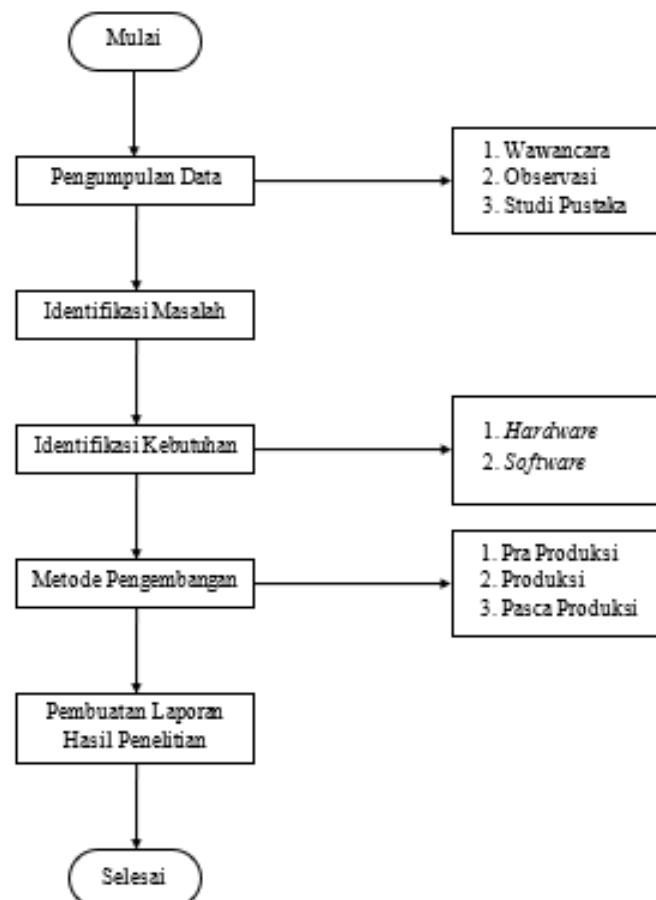 Mulai
Pengumpulan Data
1. Wawancara
2. Observasi
3. Studi Pustaka
Identifikasi Masalah
Identifikasi Kebutuhan
1. Hardware
2. Software
Metode Pengembangan
1. Pra Produksi
2. Produksi
3. Pasca Produksi
Pembuatan Laporan
Hasil Penelitian
Selesai